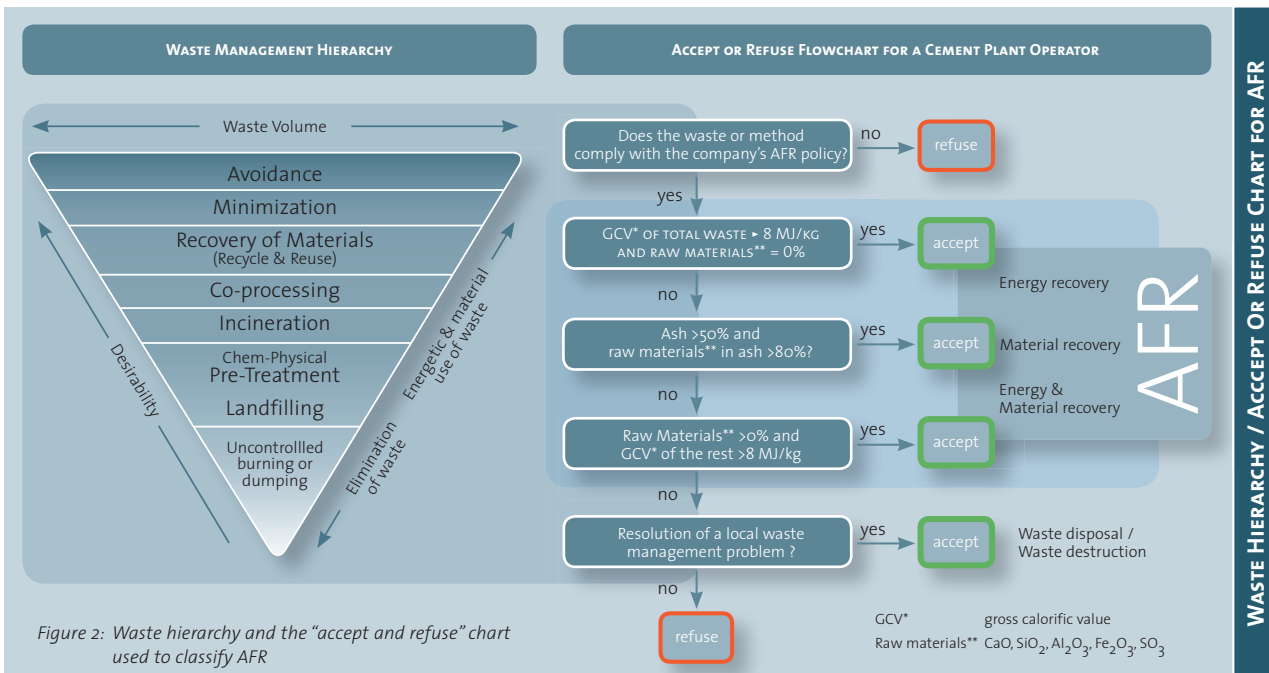 WASTE MANAGEMENT HIERARCHY
ACCEPT OR REFUSE FLOWCHART FOR A CEMENT PLANT OPERATOR
Waste Volume
Avoidance
Minimization
Recovery of Materials
(Recycle & Reuse)
Co-processing
Incineration
Chem-Physical
Pre-Treatment
Landfilling
Uncontrollled
burning or
dumping
Desirability
Energetic & material
use of waste
Elimination
of waste
Does the waste or method
comply with the company's AFR policy?
no
refuse
yes
GCV* OF TOTAL WASTE ▸ 8 MJ/KG
AND RAW MATERIALS** = 0%
yes
accept
Energy recovery
no
Ash >50% and
raw materials** in ash >80%?
yes
accept
Material recovery
no
Energy &
Material recovery
Raw Materials** >0% and
GCV* of the rest >8 MJ/kg
yes
accept
AFR
no
Resolution of a local waste
management problem ?
yes
accept
Waste disposal /
Waste destruction
no
refuse
GCV* gross calorific value
Raw materials** CaO, SiO₂, Al₂O₃, Fe₂O₃, SO₃
Figure 2: Waste hierarchy and the "accept and refuse" chart
used to classify AFR
WASTE HIERARCHY / ACCEPT OR REFUSE CHART FOR AFR